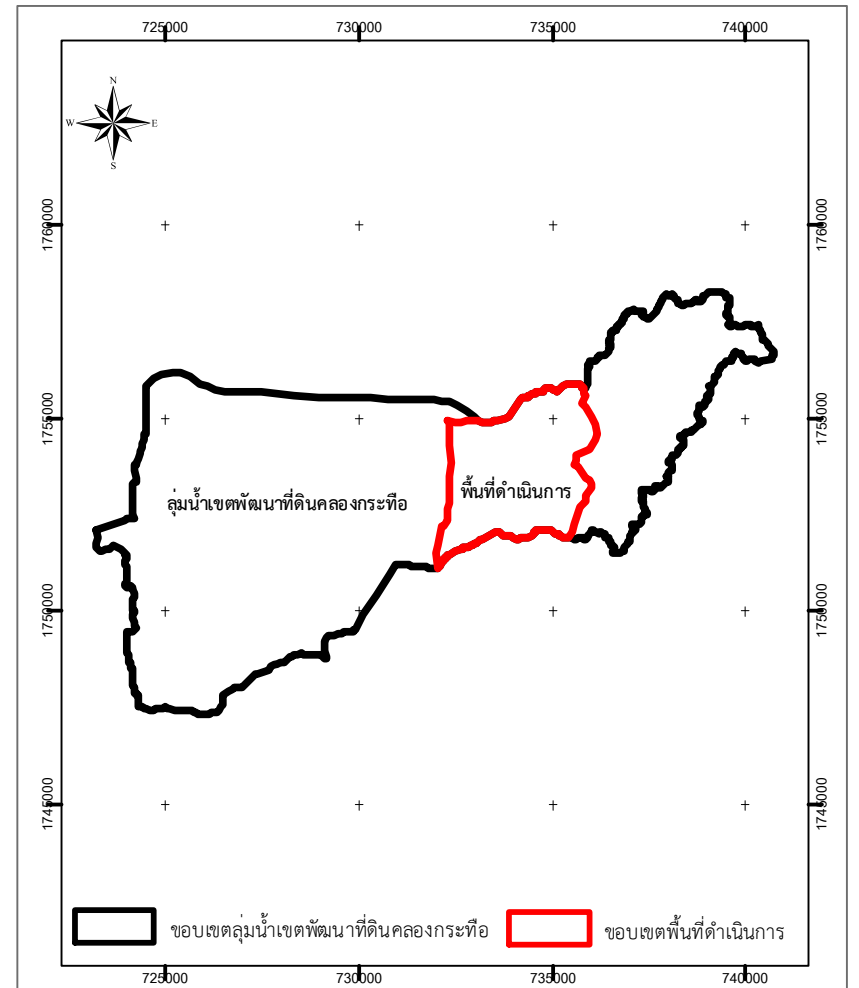 725000 730000 735000 740000
N
W E
S
1760000 1760000
1755000 1755000
ลุ่มน้ำเขตพัฒนาที่ดินคลองกระทือ พื้นที่ดำเนินการ
1750000 1750000
1745000 1745000
ขอบเขตลุ่มน้ำเขตพัฒนาที่ดินคลองกระทือ ขอบเขตพื้นที่ดำเนินการ
725000 730000 735000 740000